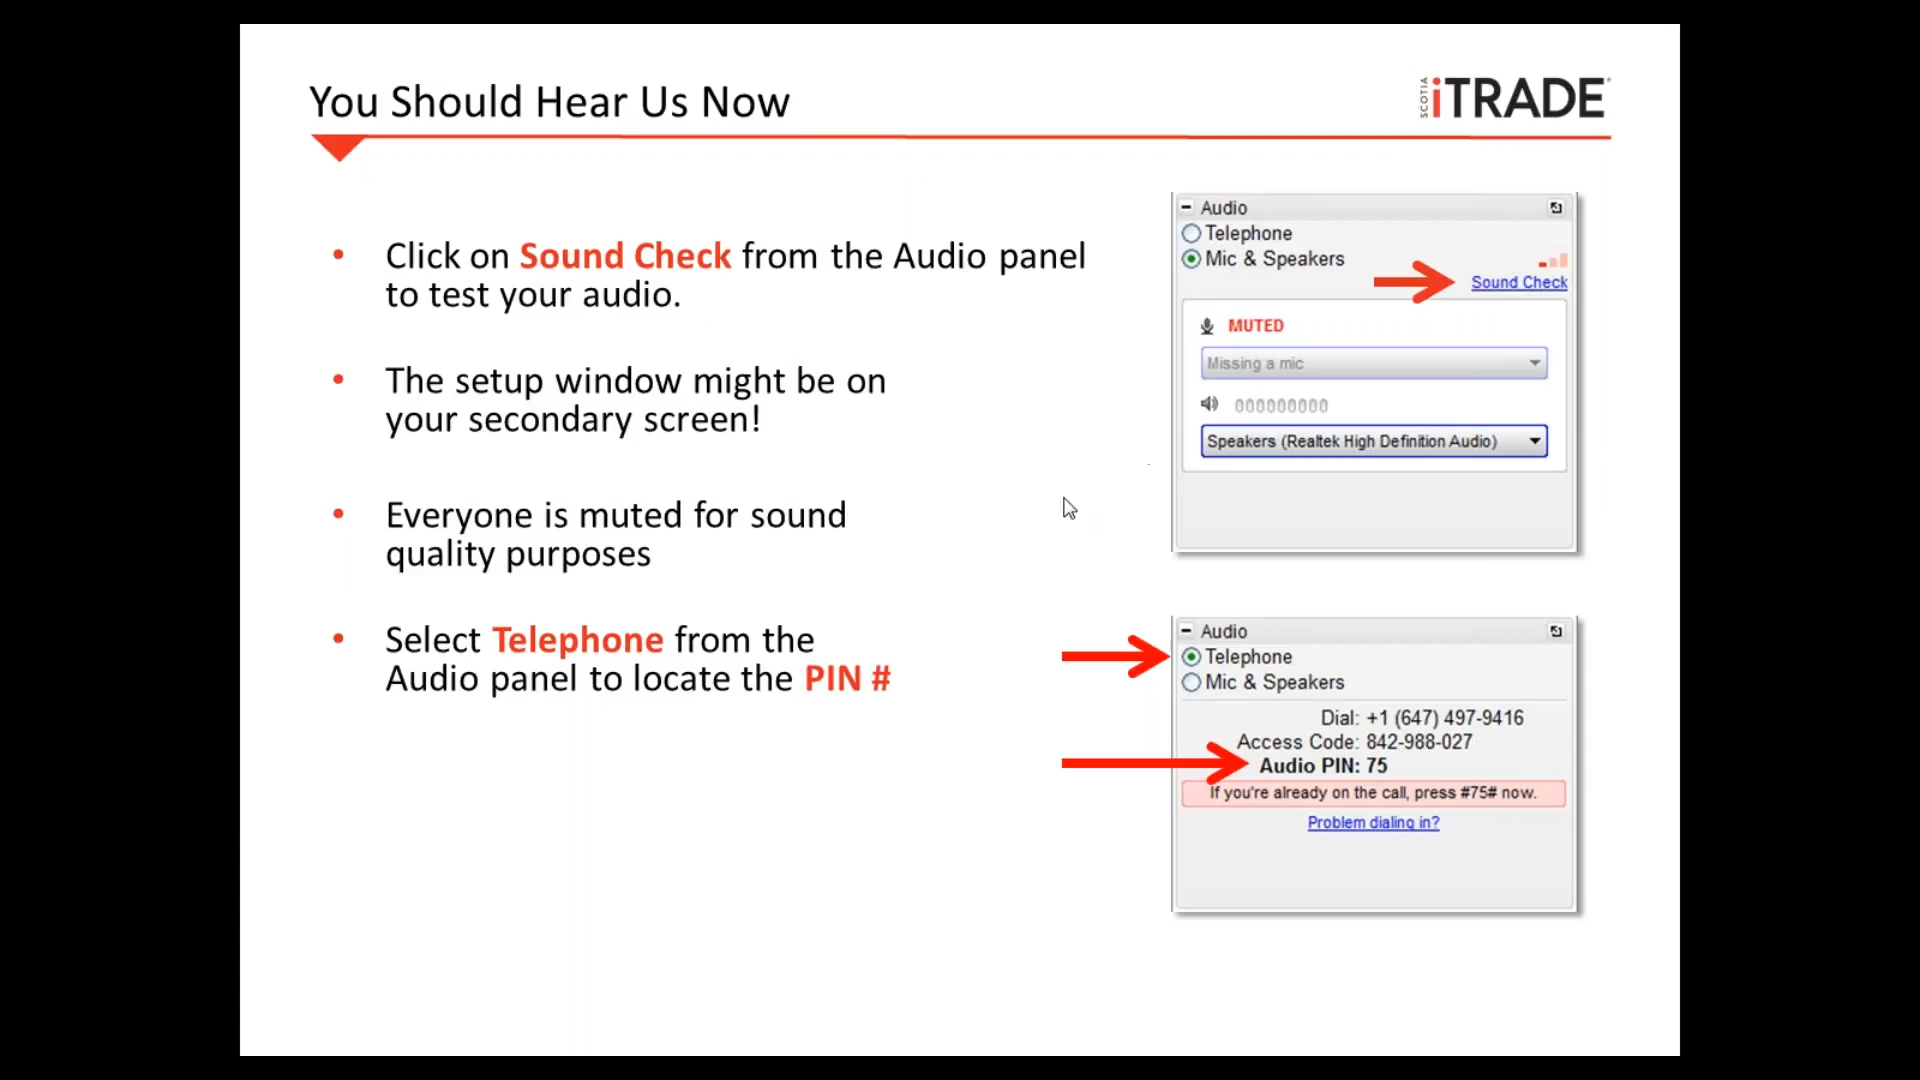 You Should Hear Us Now
SCOTIA iTRADE
• Click on Sound Check from the Audio panel
to test your audio.
• The setup window might be on
your secondary screen!
• Everyone is muted for sound
quality purposes
• Select Telephone from the
Audio panel to locate the PIN #
Audio
Telephone
Mic & Speakers
Sound Check
MUTED
Missing a mic
000000000
Speakers (Realtek High Definition Audio)
Audio
Telephone
Mic & Speakers
Dial: +1 (647) 497-9416
Access Code: 842-988-027
Audio PIN: 75
If you're already on the call, press #75# now.
Problem dialing in?